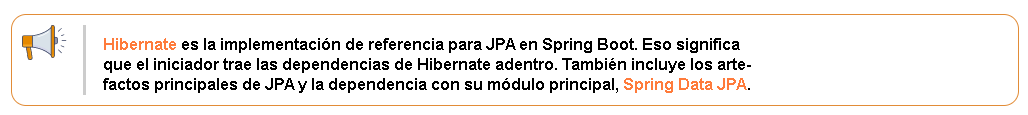 Hibernate es la implementación de referencia para JPA en Spring Boot. Eso significa
que el iniciador trae las dependencias de Hibernate adentro. También incluye los arte-
factos principales de JPA y la dependencia con su módulo principal, Spring Data JPA.